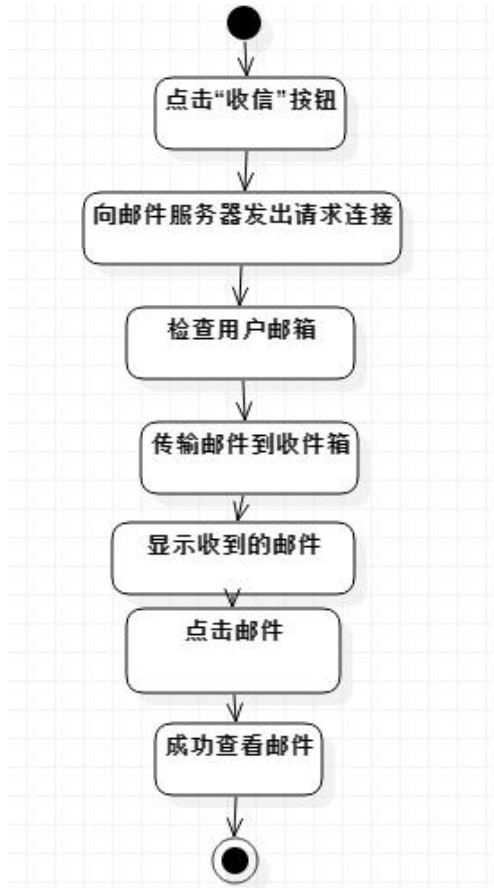 点击“收信”按钮
向邮件服务器发出请求连接
检查用户邮箱
传输邮件到收件箱
显示收到的邮件
点击邮件
成功查看邮件